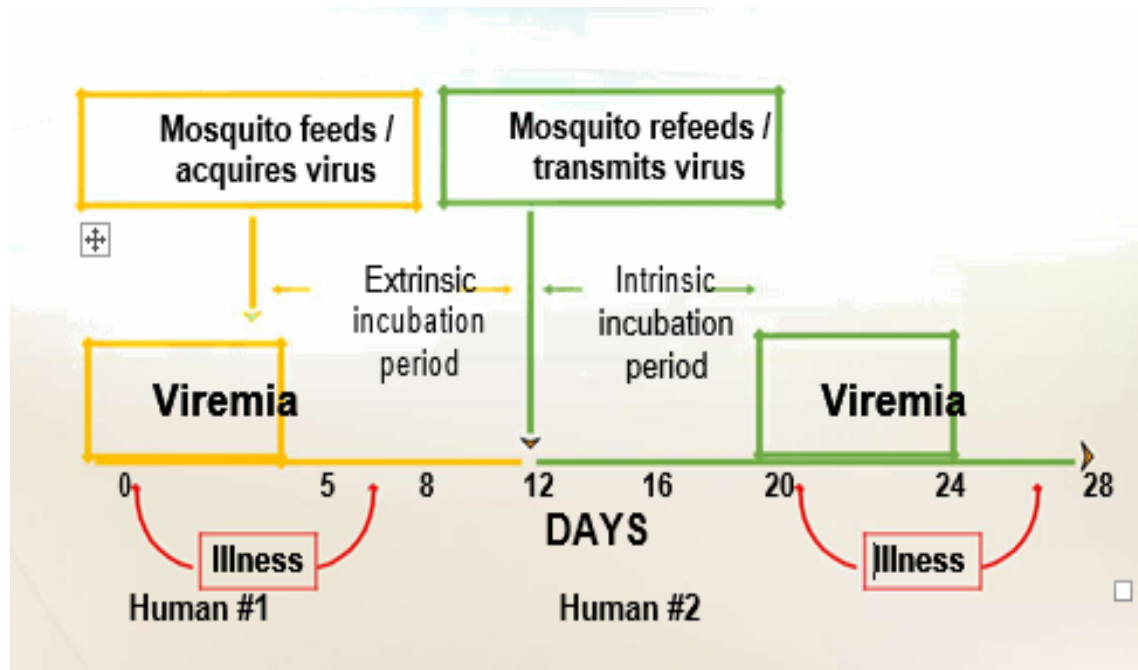 Mosquito feeds /
acquires virus
Mosquito refeeds /
transmits virus
Extrinsic
incubation
period
Intrinsic
incubation
period
Viremia
Viremia
0 5 8 12 16 20 24 28
DAYS
Illness
Illness
Human #1
Human #2